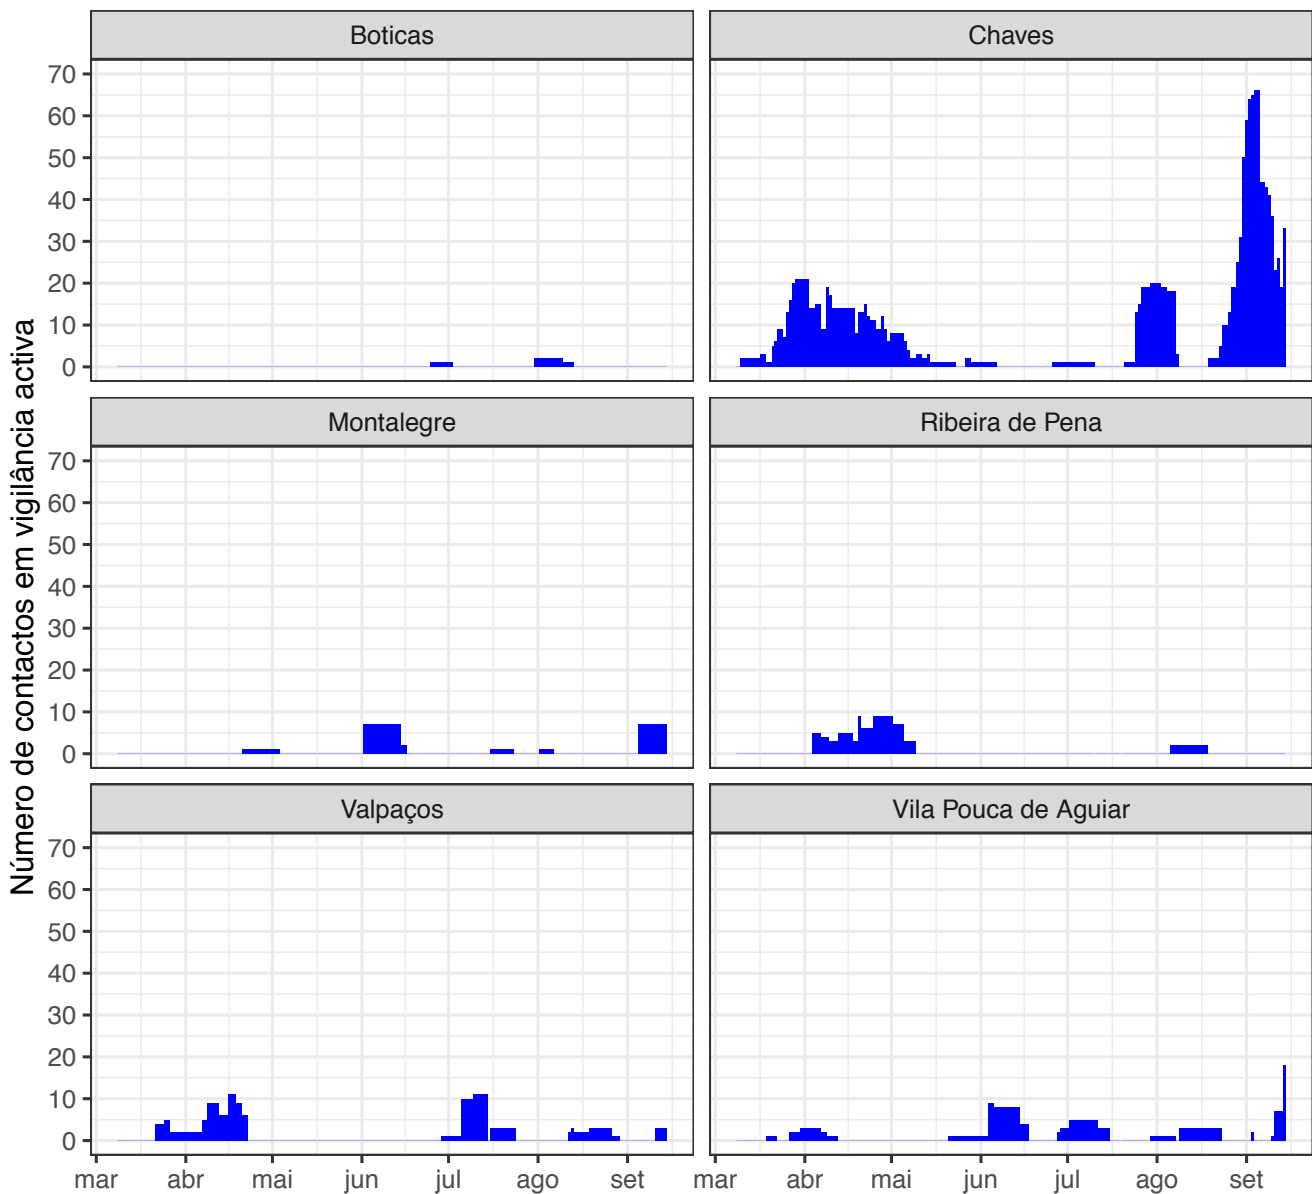 Número de contactos em vigilância activa
Boticas
Chaves
70
60
50
40
30
20
10
0
Montalegre
Ribeira de Pena
70
60
50
40
30
20
10
0
Valpaços
Vila Pouca de Aguiar
70
60
50
40
30
20
10
0
mar abr mai jun jul ago set
mar abr mai jun jul ago set